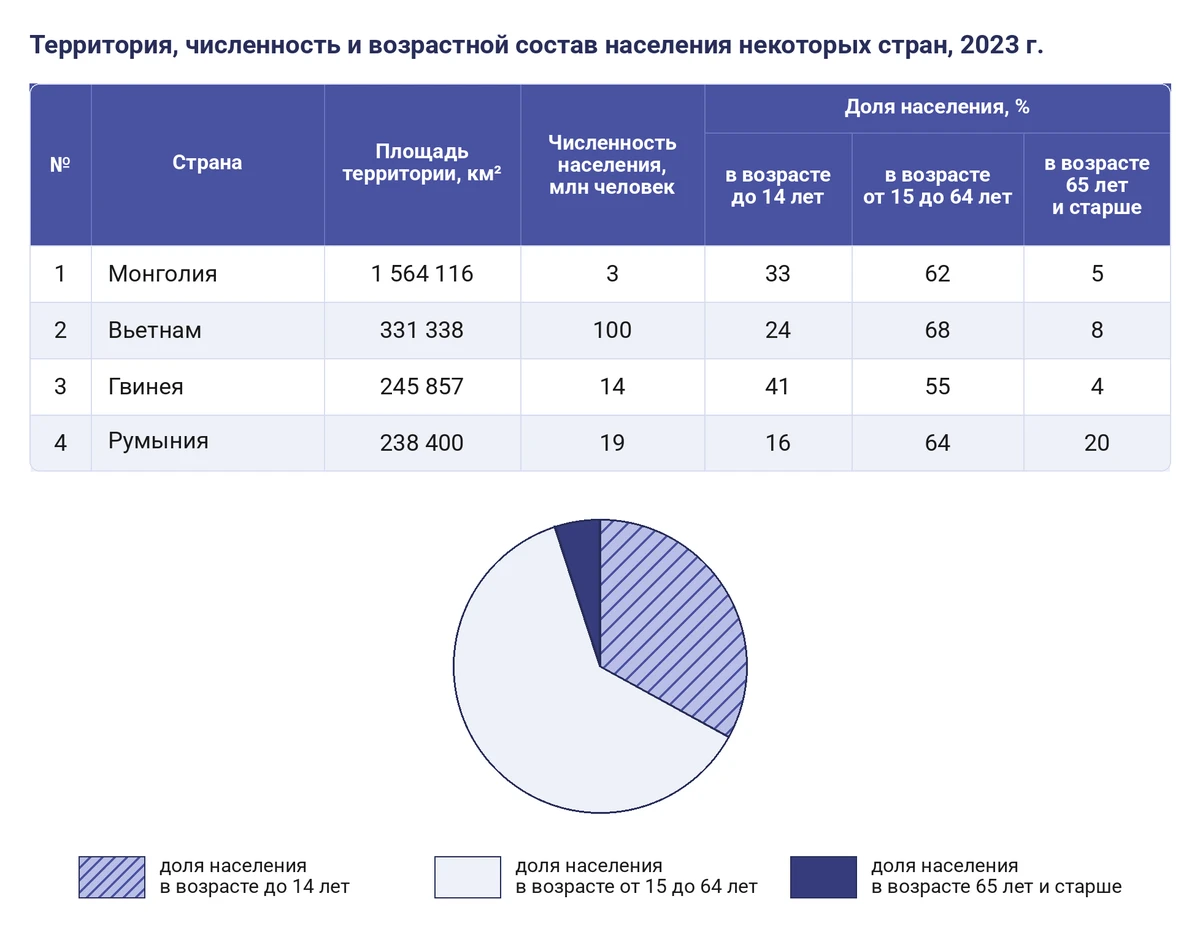 Территория, численность и возрастной состав населения некоторых стран, 2023 г.
№
Страна
Площадь
территории, км²
Численность
населения,
млн человек
Доля населения, %
в возрасте
до 14 лет
в возрасте
от 15 до 64 лет
в возрасте
65 лет
и старше
1 Монголия 1 564 116 3 33 62 5
2 Вьетнам 331 338 100 24 68 8
3 Гвинея 245 857 14 41 55 4
4 Румыния 238 400 19 16 64 20
доля населения
в возрасте до 14 лет
доля населения
в возрасте от 15 до 64 лет
доля населения
в возрасте 65 лет и старше